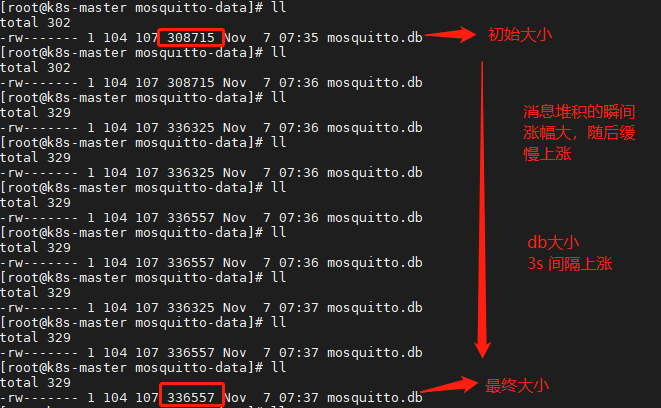 [root@k8s-master mosquitto-data]# ll
total 302
-rw------- 1 104 107 308715 Nov  7 07:35 mosquitto.db
初始大小
[root@k8s-master mosquitto-data]# ll
total 302
-rw------- 1 104 107 308715 Nov  7 07:36 mosquitto.db
[root@k8s-master mosquitto-data]# ll
total 329
-rw------- 1 104 107 336325 Nov  7 07:36 mosquitto.db
[root@k8s-master mosquitto-data]# ll
total 329
-rw------- 1 104 107 336325 Nov  7 07:36 mosquitto.db
[root@k8s-master mosquitto-data]# ll
total 329
-rw------- 1 104 107 336557 Nov  7 07:36 mosquitto.db
[root@k8s-master mosquitto-data]# ll
total 329
-rw------- 1 104 107 336557 Nov  7 07:36 mosquitto.db
[root@k8s-master mosquitto-data]# ll
total 329
-rw------- 1 104 107 336325 Nov  7 07:37 mosquitto.db
[root@k8s-master mosquitto-data]# ll
total 329
-rw------- 1 104 107 336557 Nov  7 07:37 mosquitto.db
[root@k8s-master mosquitto-data]# ll
total 329
-rw------- 1 104 107 336557 Nov  7 07:37 mosquitto.db
消息堆积的瞬间
涨幅大，随后缓
慢上涨
db大小
3s 间隔上涨
最终大小